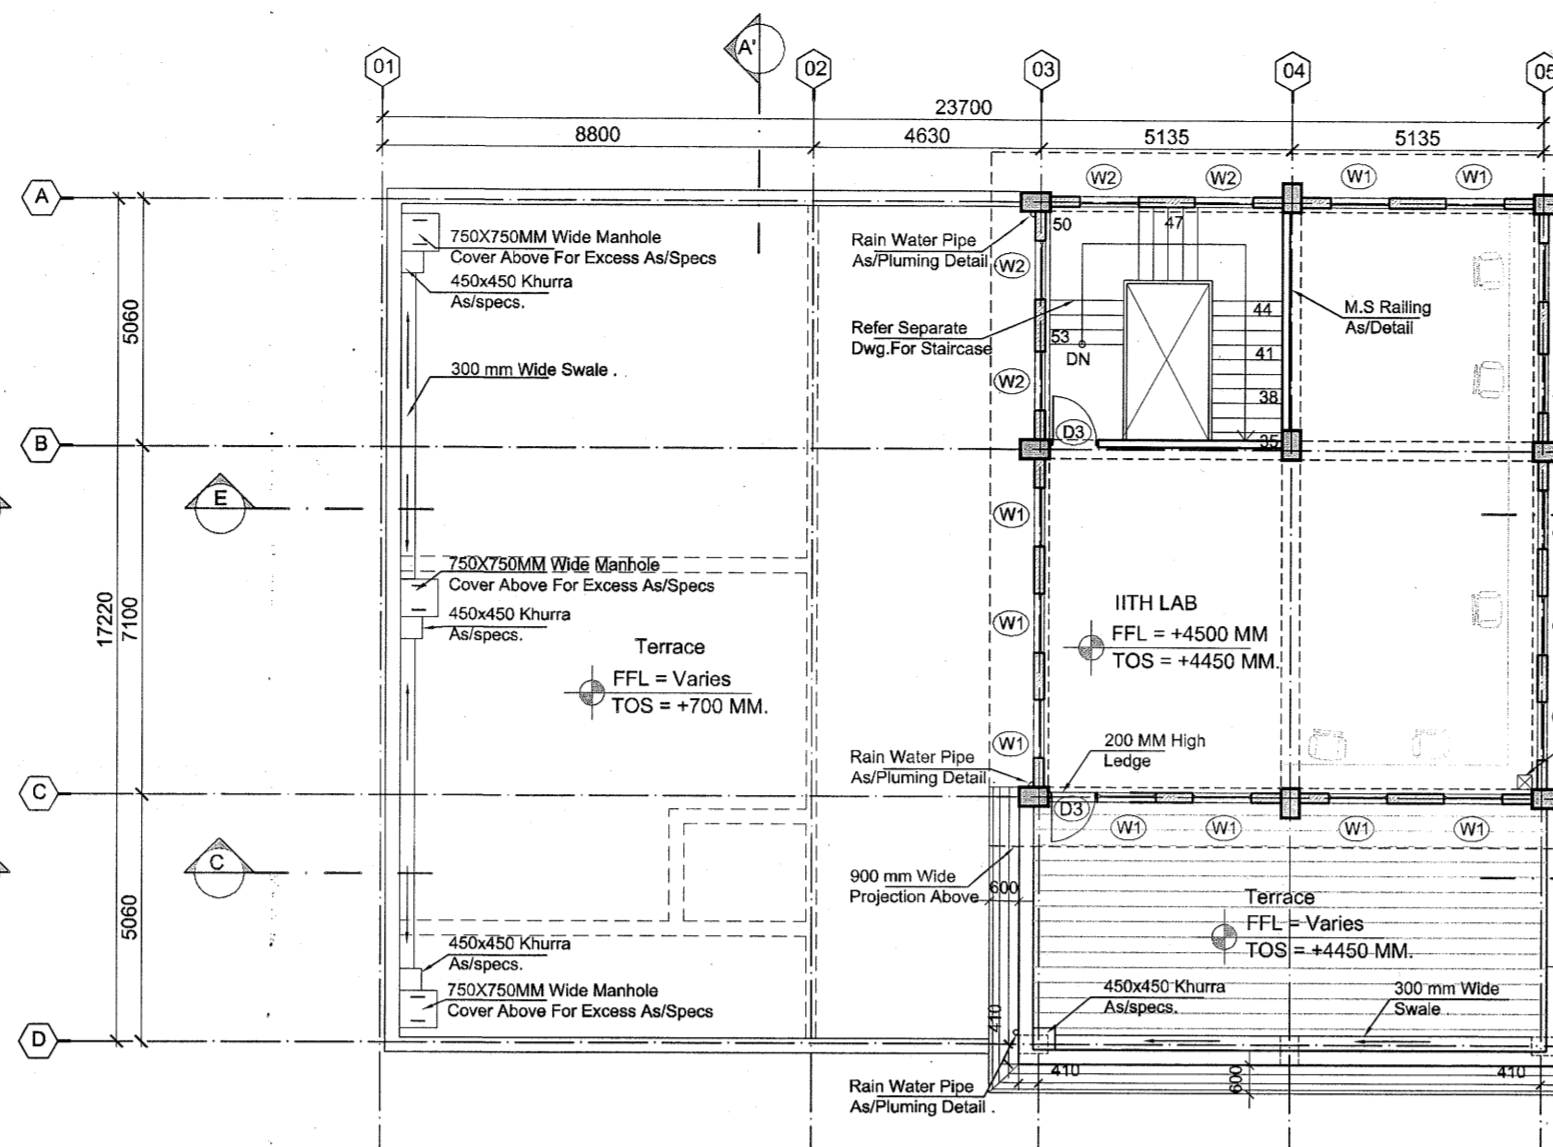 A'
01
02
03
04
05
23700
8800
4630
5135
5135
A
W2
W2
W1
W1
750X750MM Wide Manhole
Cover Above For Excess As/Specs
450x450 Khurra
As/specs.
Rain Water Pipe
As/Pluming Detail .
50
47
W2
5060
44
M.S Railing
As/Detail
Refer Separate
Dwg.For Staircase
53
DN
41
300 mm Wide Swale .
W2
38
B
D3
35
E
W1
750X750MM Wide Manhole
Cover Above For Excess As/Specs
17220
7100
450x450 Khurra
As/specs.
IITH LAB
FFL = +4500 MM
TOS = +4450 MM.
W1
Terrace
FFL = Varies
TOS = +700 MM.
W1
200 MM High
Ledge
Rain Water Pipe
As/Pluming Detail .
C
D3
W1
W1
W1
W1
C
900 mm Wide
Projection Above
600
5060
Terrace
FFL = Varies
TOS = +4450 MM.
450x450 Khurra
As/specs.
750X750MM Wide Manhole
Cover Above For Excess As/Specs
450x450 Khurra
As/specs.
300 mm Wide
Swale .
410
D
410
600
410
Rain Water Pipe
As/Pluming Detail .